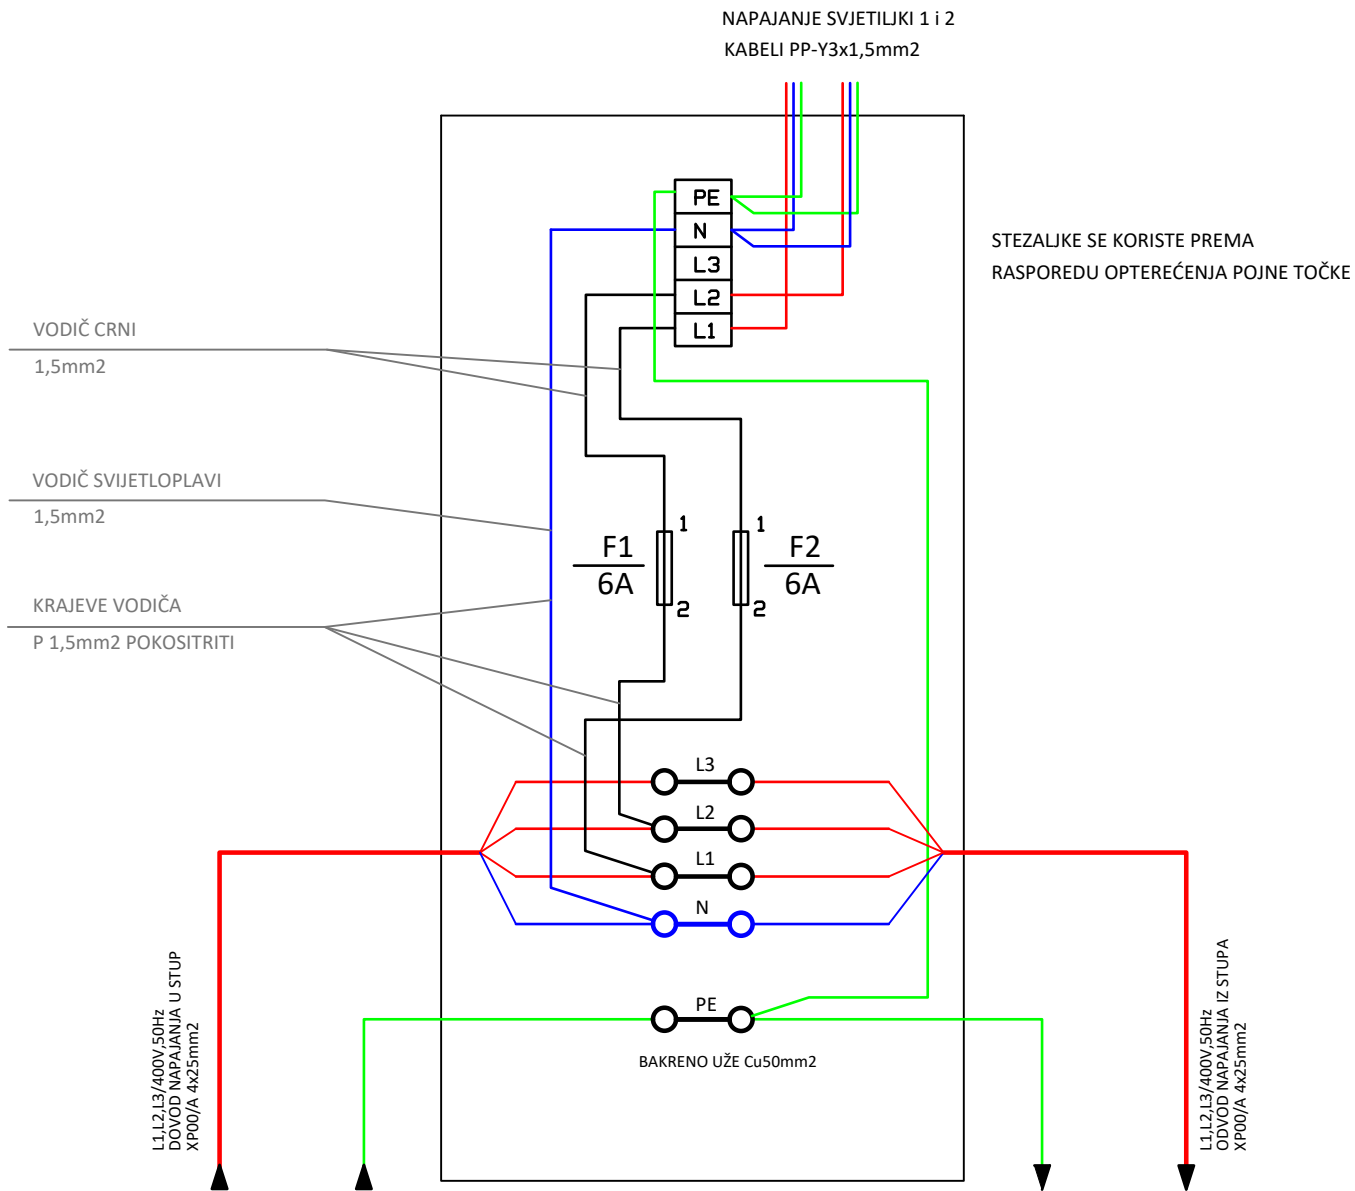 NAPAJANJE SVJETILJKI 1 i 2
KABELI PP-Y3x1,5mm2
PE
N
L3
L2
L1
STEZALJKE SE KORISTE PREMA
RASPOREDU OPTEREĆENJA POJNE TOČKE
VODIČ CRNI
1,5mm2
VODIČ SVIJETLOPLAVI
1,5mm2
KRAJEVE VODIČA
P 1,5mm2 POKOSITRITI
F1
6A
1
2
F2
6A
1
2
L3
L2
L1
N
PE
BAKRENO UŽE Cu50mm2
L1,L2,L3/400V,50Hz
DOVOD NAPAJANJA U STUP
XP00/A 4x25mm2
L1,L2,L3/400V,50Hz
ODVOD NAPAJANJA IZ STUPA
XP00/A 4x25mm2